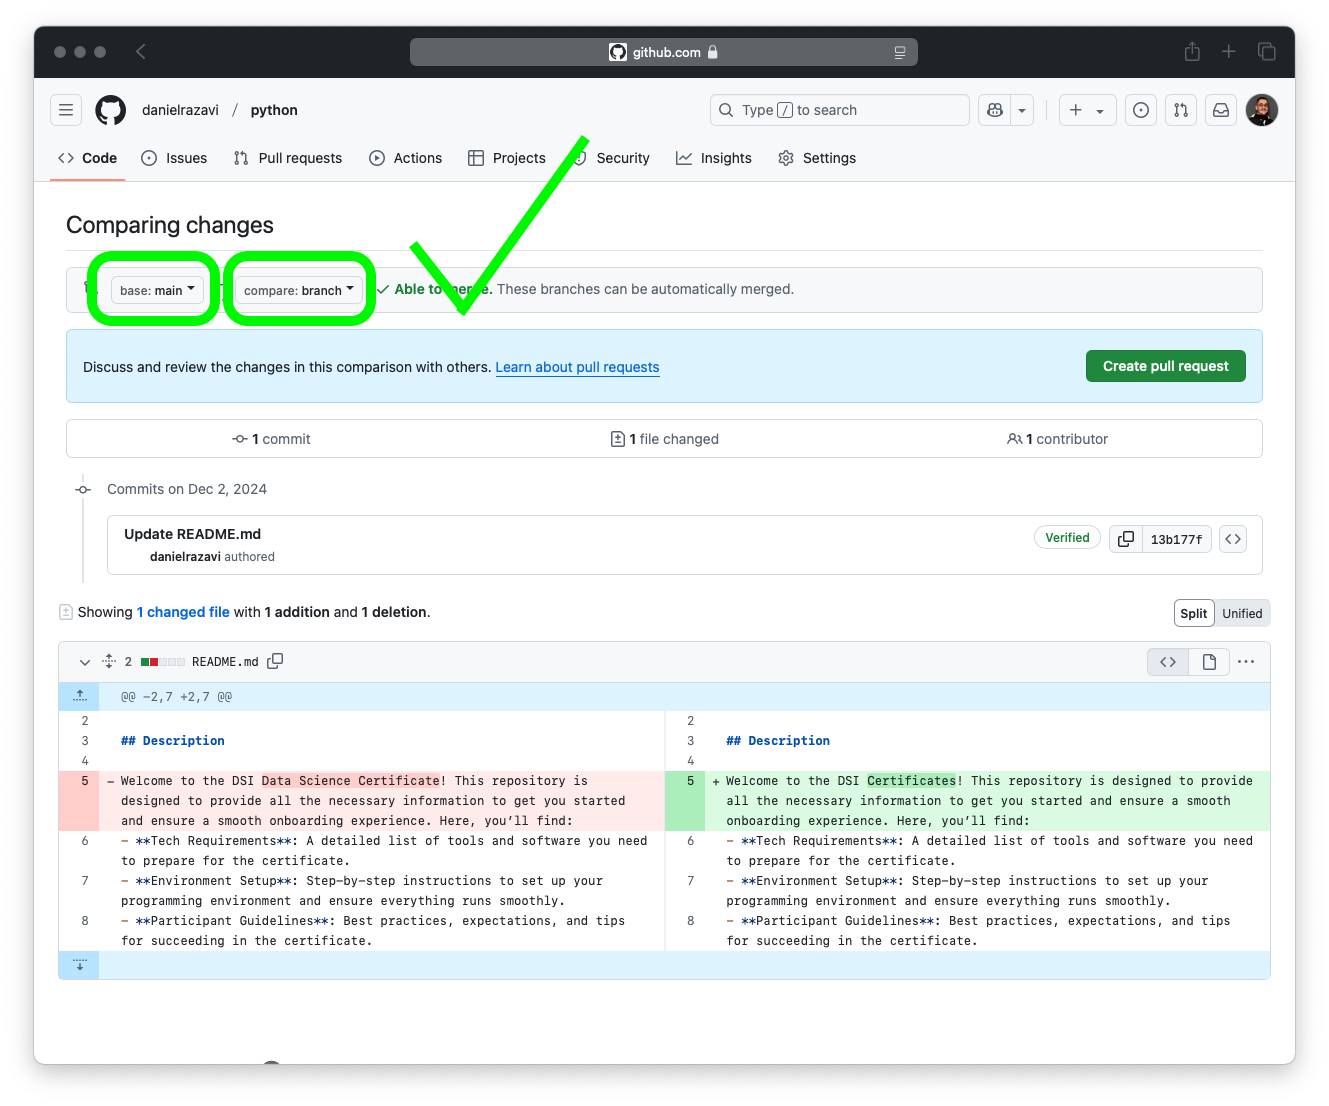 github.com
danielrazavi / python
Type / to search
Code Issues Pull requests Actions Projects Security Insights Settings
Comparing changes
base: main compare: branch Able to merge. These branches can be automatically merged.
Discuss and review the changes in this comparison with others. Learn about pull requests Create pull request
1 commit 1 file changed 1 contributor
Commits on Dec 2, 2024
Update README.md
danielrazavi authored
Verified 13b177f
Showing 1 changed file with 1 addition and 1 deletion.
Split Unified
2 README.md
@@ -2,7 +2,7 @@
2
3 ## Description
4
5 - Welcome to the DSI Data Science Certificate! This repository is
designed to provide all the necessary information to get you started
and ensure a smooth onboarding experience. Here, you’ll find:
6 - **Tech Requirements**: A detailed list of tools and software you need
to prepare for the certificate.
7 - **Environment Setup**: Step-by-step instructions to set up your
programming environment and ensure everything runs smoothly.
8 - **Participant Guidelines**: Best practices, expectations, and tips
for succeeding in the certificate.
2
3 ## Description
4
5 + Welcome to the DSI Certificates! This repository is designed to provide
all the necessary information to get you started and ensure a smooth
onboarding experience. Here, you’ll find:
6 - **Tech Requirements**: A detailed list of tools and software you need
to prepare for the certificate.
7 - **Environment Setup**: Step-by-step instructions to set up your
programming environment and ensure everything runs smoothly.
8 - **Participant Guidelines**: Best practices, expectations, and tips
for succeeding in the certificate.